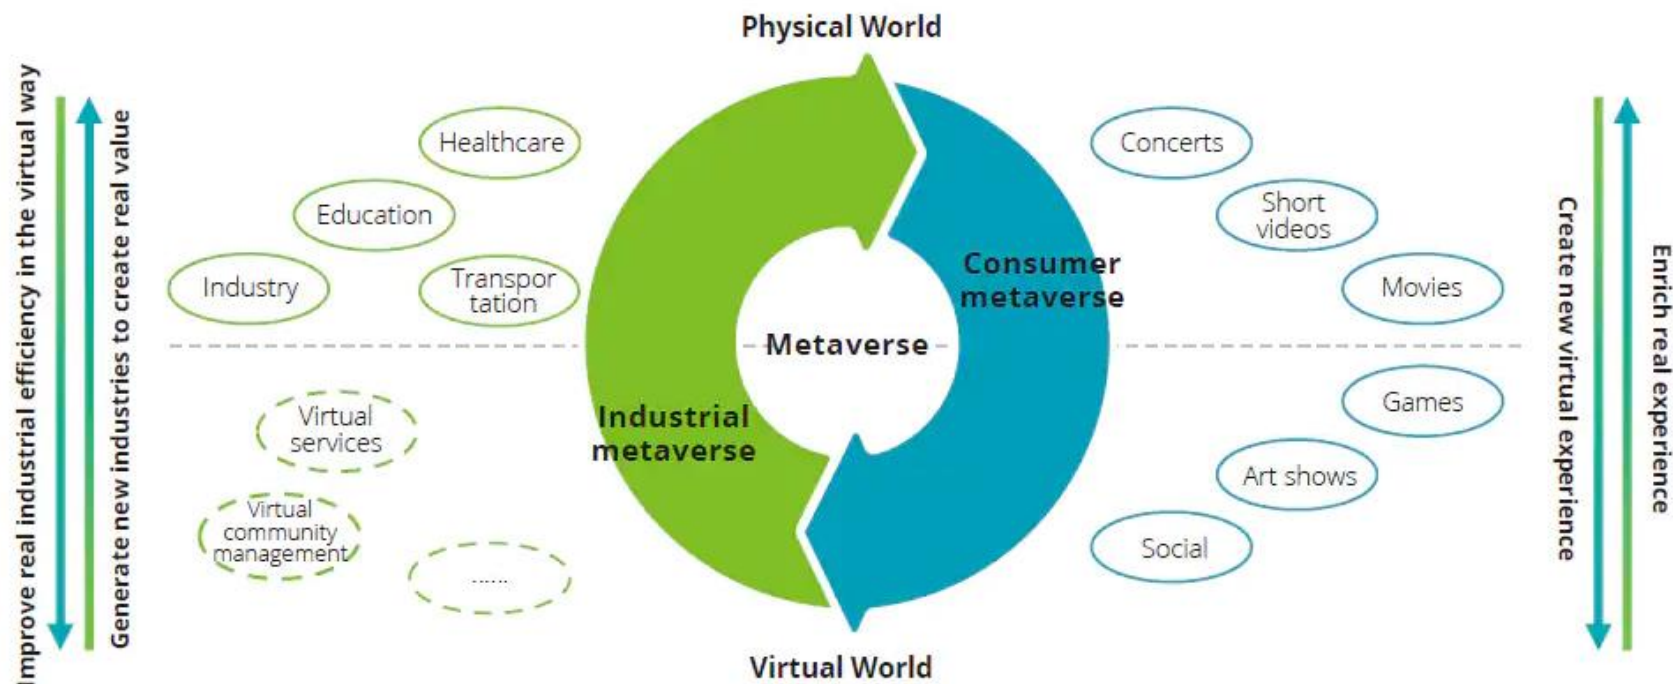 Physical World
Improve real industrial efficiency in the virtual way
Generate new industries to create real value
Healthcare
Education
Industry
Transpor
tation
Virtual
services
Virtual
community
management
......
Industrial
metaverse
Metaverse
Consumer
metaverse
Concerts
Short
videos
Movies
Games
Art shows
Social
Create new virtual experience
Enrich real experience
Virtual World